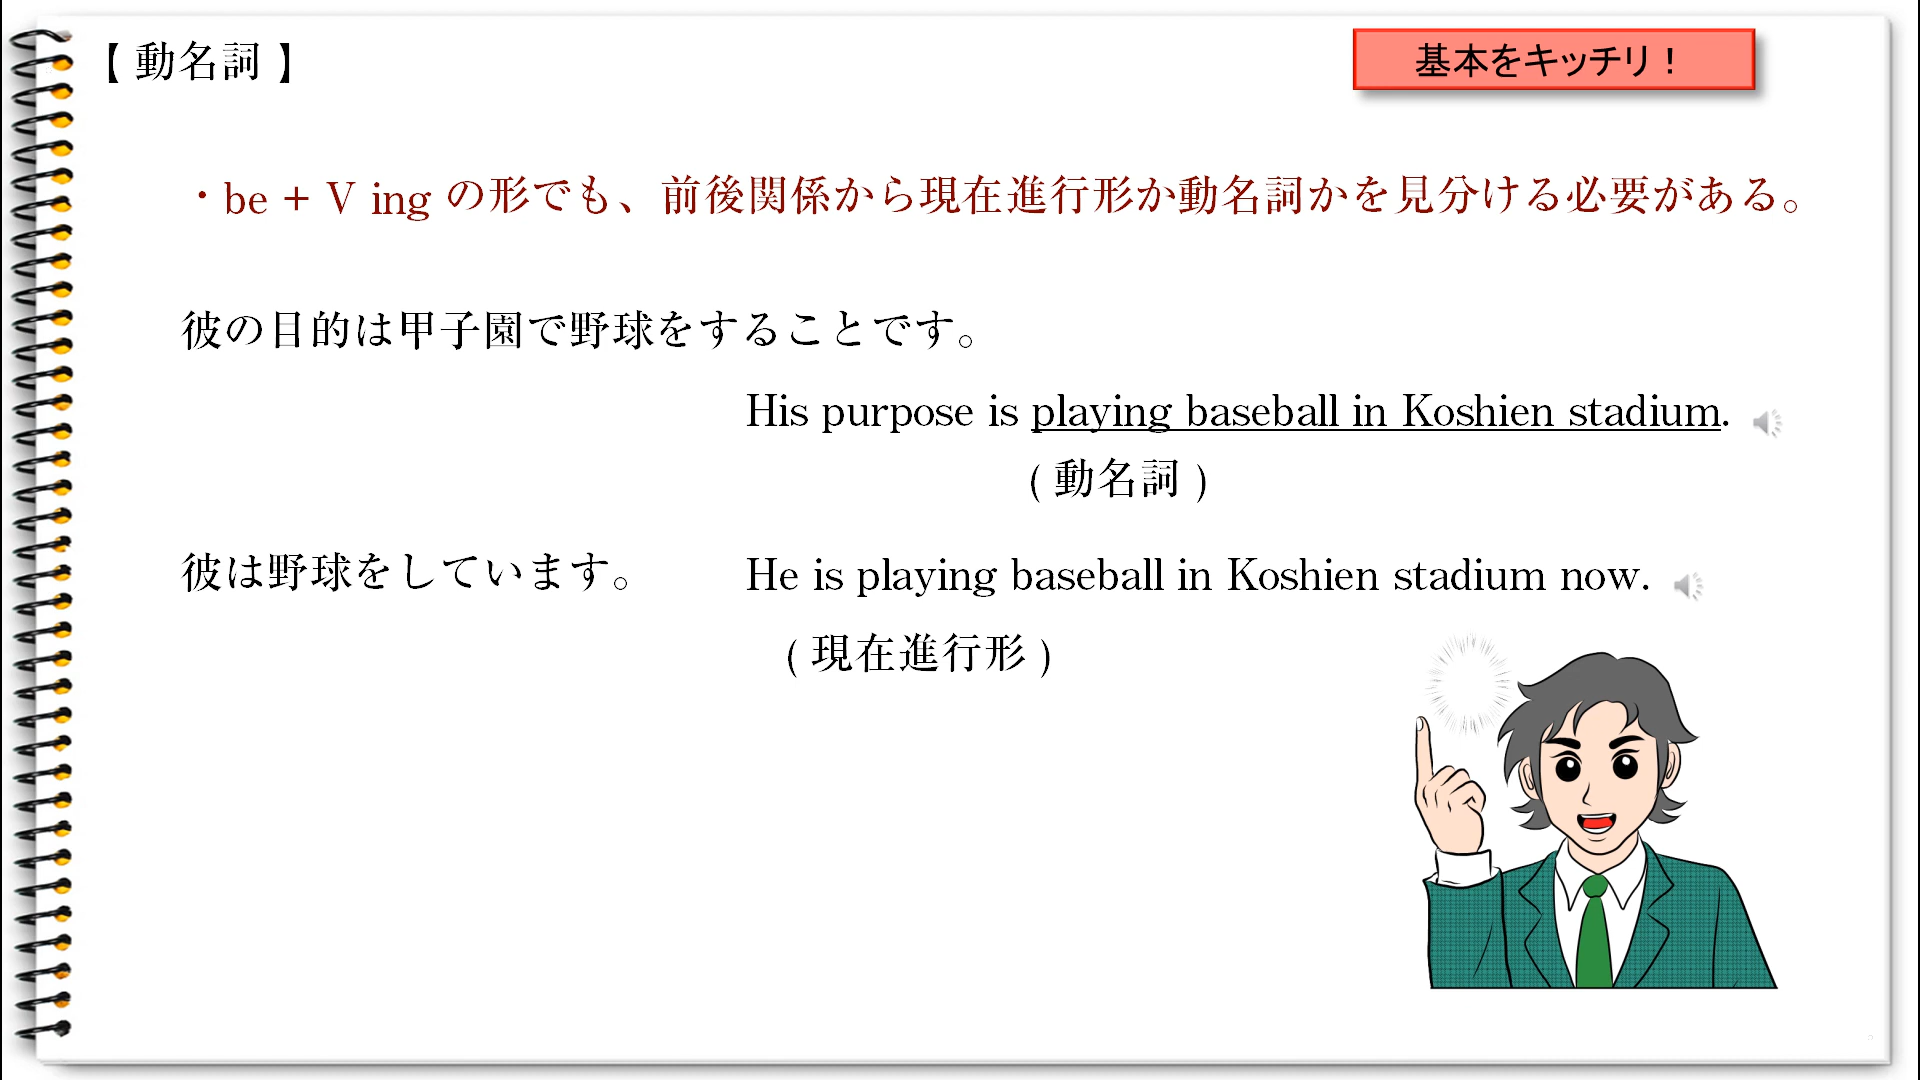 【 動名詞 】
基本をキッチリ！
・be + V ing の形でも、前後関係から現在進行形か動名詞かを見分ける必要がある。
彼の目的は甲子園で野球をすることです。
His purpose is playing baseball in Koshien stadium.
( 動名詞 )
彼は野球をしています。 He is playing baseball in Koshien stadium now.
( 現在進行形 )